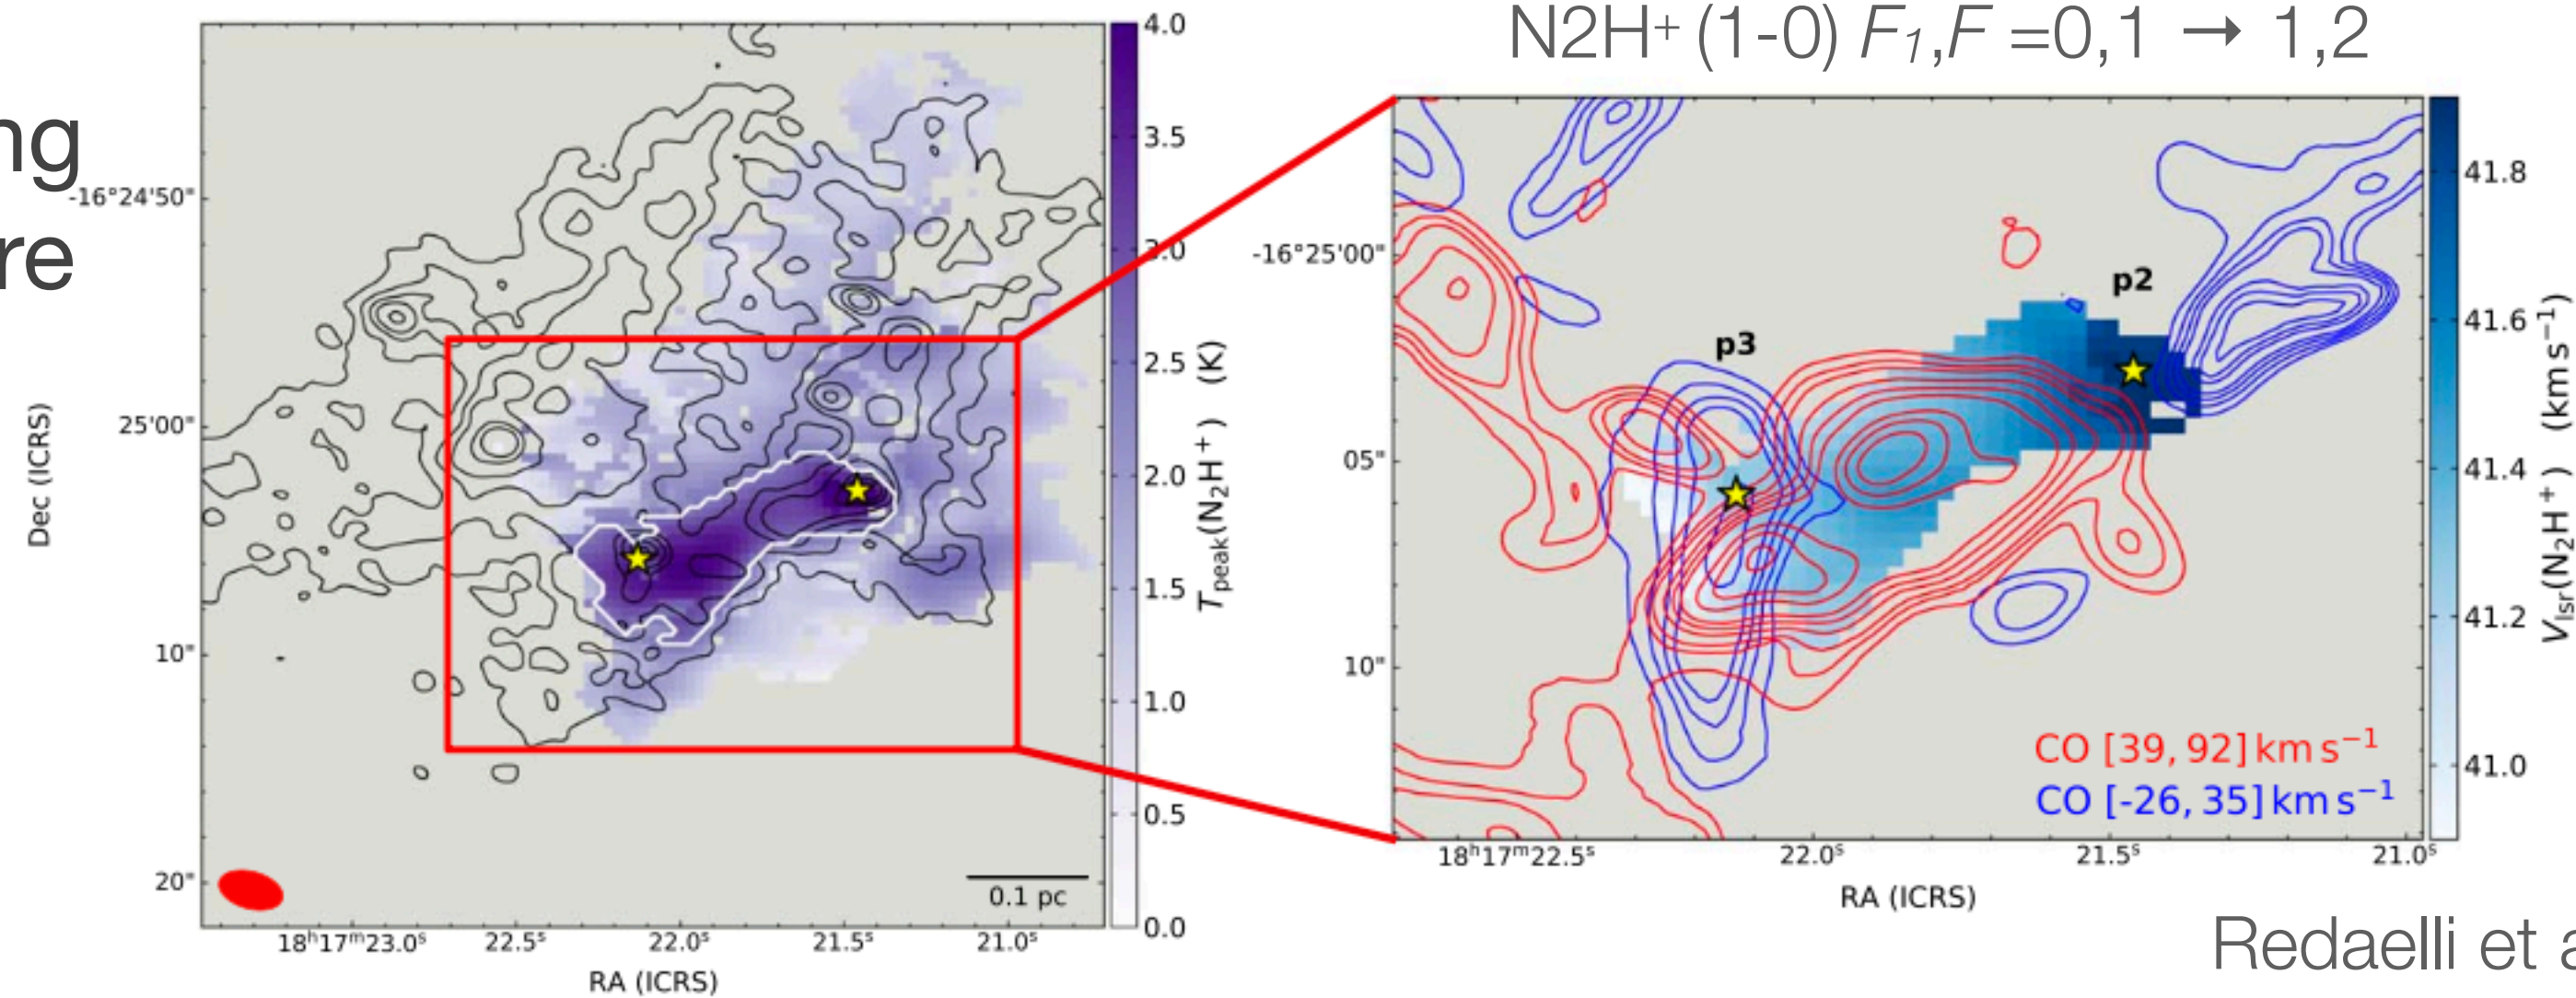 N2H+ (1-0) F1,F =0,1 → 1,2
ng
re
Dec (ICRS)
-16°24'50"
25'00"
10"
20"
0.1 pc
18ʰ17ᵐ23.0ˢ 22.5ˢ 22.0ˢ 21.5ˢ 21.0ˢ
RA (ICRS)
4.0
3.5
3.0
2.5
2.0
1.5
1.0
0.5
0.0
Tpeak(N₂H⁺) (K)
-16°25'00"
05"
10"
p3
p2
CO [39, 92] km s⁻¹
CO [-26, 35] km s⁻¹
18ʰ17ᵐ22.5ˢ 22.0ˢ 21.5ˢ 21.0ˢ
RA (ICRS)
41.8
41.6
41.4
41.2
41.0
Vlsr(N₂H⁺) (km s⁻¹)
Redaelli et a